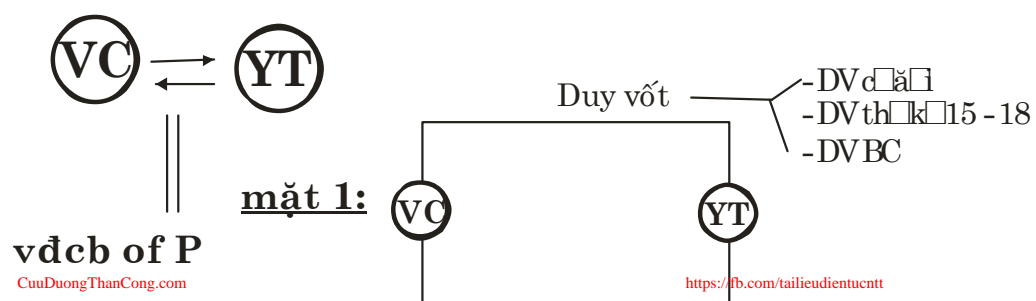 VC YT
Duy vốt
-DV c□ă□i
-DV th□k□15-18
-DVBC
mặt 1:
VC YT
vđcb of P
CuuDuongThanCong.com
https://fb.com/tailieudientucntt